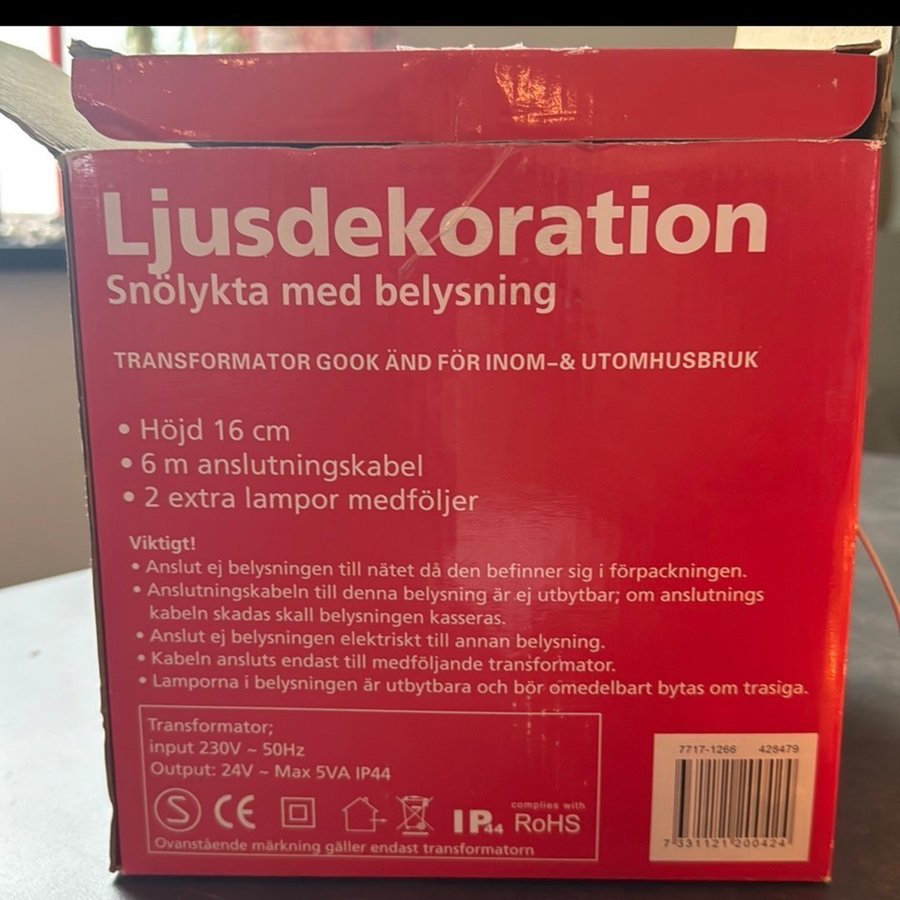 Ljusdekoration
Snölykta med belysning
TRANSFORMATOR GOOK ÄND FÖR INOM–& UTOMHUSBRUK
• Höjd 16 cm
• 6 m anslutningskabel
• 2 extra lampor medföljer
Viktigt!
• Anslut ej belysningen till nätet då den befinner sig i förpackningen.
• Anslutningskabeln till denna belysning är ej utbytbar; om anslutnings
kabeln skadas skall belysningen kasseras.
• Anslut ej belysningen elektriskt till annan belysning.
• Kabeln ansluts endast till medföljande transformator.
• Lamporna i belysningen är utbytbara och bör omedelbart bytas om trasiga.
Transformator;
input 230V ~ 50Hz
Output: 24V ~ Max 5VA IP44
S CE IP44 complies with RoHS
Ovanstående märkning gäller endast transformatorn
7717-1266 428479
7 331121 200424